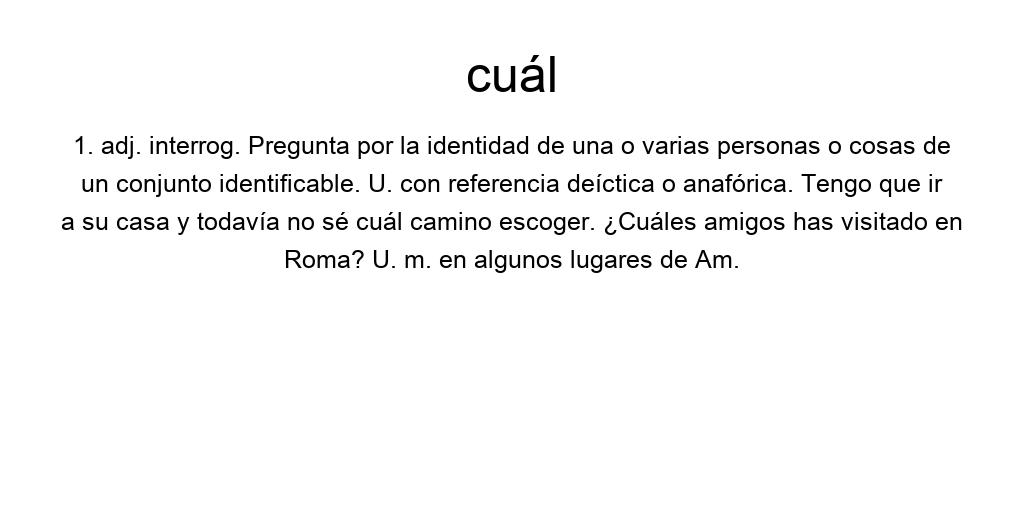 cuál
1. adj. interrog. Pregunta por la identidad de una o varias personas o cosas de
un conjunto identificable. U. con referencia deíctica o anafórica. Tengo que ir
a su casa y todavía no sé cuál camino escoger. ¿Cuáles amigos has visitado en
Roma? U. m. en algunos lugares de Am.